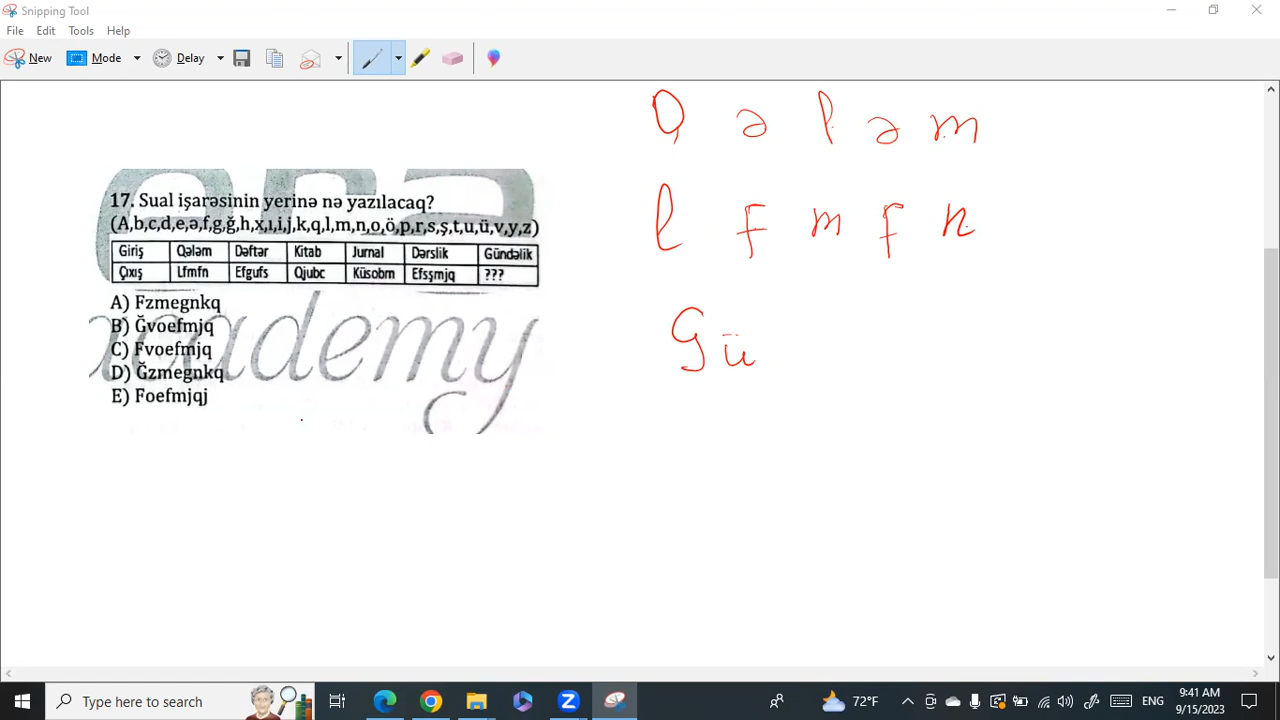 Snipping Tool
File Edit Tools Help
New Mode Delay
Q ə l ə m
l f m f n
G ü
17. Sual işarəsinin yerinə nə yazılacaq?
(A,b,c,d,e,ə,f,g,ğ,h,x,ı,i,j,k,q,l,m,n,o,ö,p,r,s,ş,t,u,ü,v,y,z)
Giriş Qələm Dəftər Kitab Jurnal Dərslik Gündəlik
Çıxış Lfmfn Efgufs Qjubc Küsobm Efsşmjq ???
A) Fzmegnkq
B) Ğvoefmjq
C) Fvoefmjq
D) Ğzmegnkq
E) Foefmjqj
academy
Type here to search
72°F
ENG
9:41 AM
9/15/2023